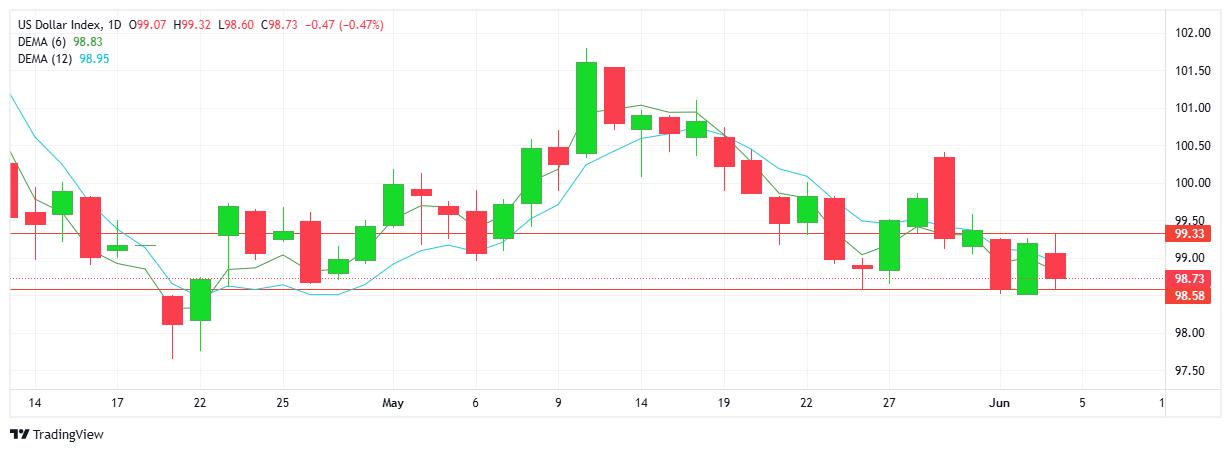 US Dollar Index, 1D O99.07 H99.32 L98.60 C98.73 −0.47 (−0.47%)
DEMA (6) 98.83
DEMA (12) 98.95
102.00
101.50
101.00
100.50
100.00
99.50
99.33
99.00
98.73
98.58
98.00
97.50
14 17 22 25 May 6 9 14 19 22 27 Jun 5 1
TradingView